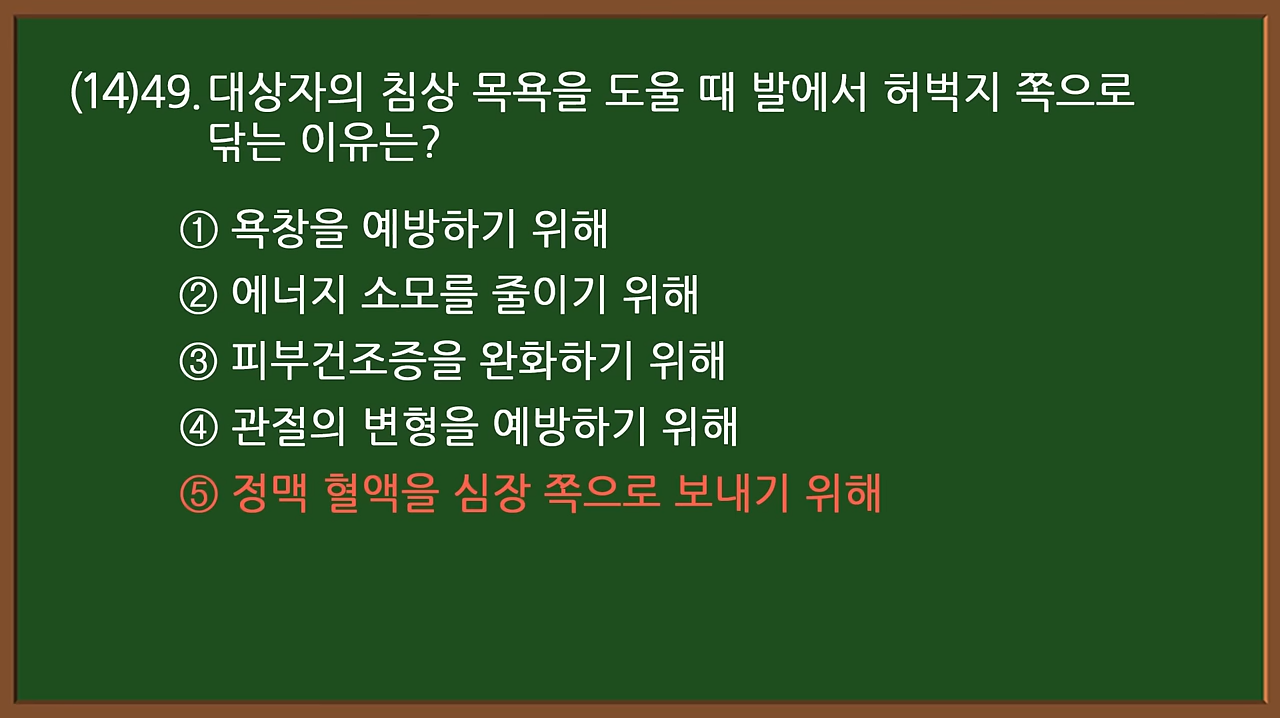 (14)49. 대상자의 침상 목욕을 도울 때 발에서 허벅지 쪽으로
닦는 이유는?
① 욕창을 예방하기 위해
② 에너지 소모를 줄이기 위해
③ 피부건조증을 완화하기 위해
④ 관절의 변형을 예방하기 위해
⑤ 정맥 혈액을 심장 쪽으로 보내기 위해